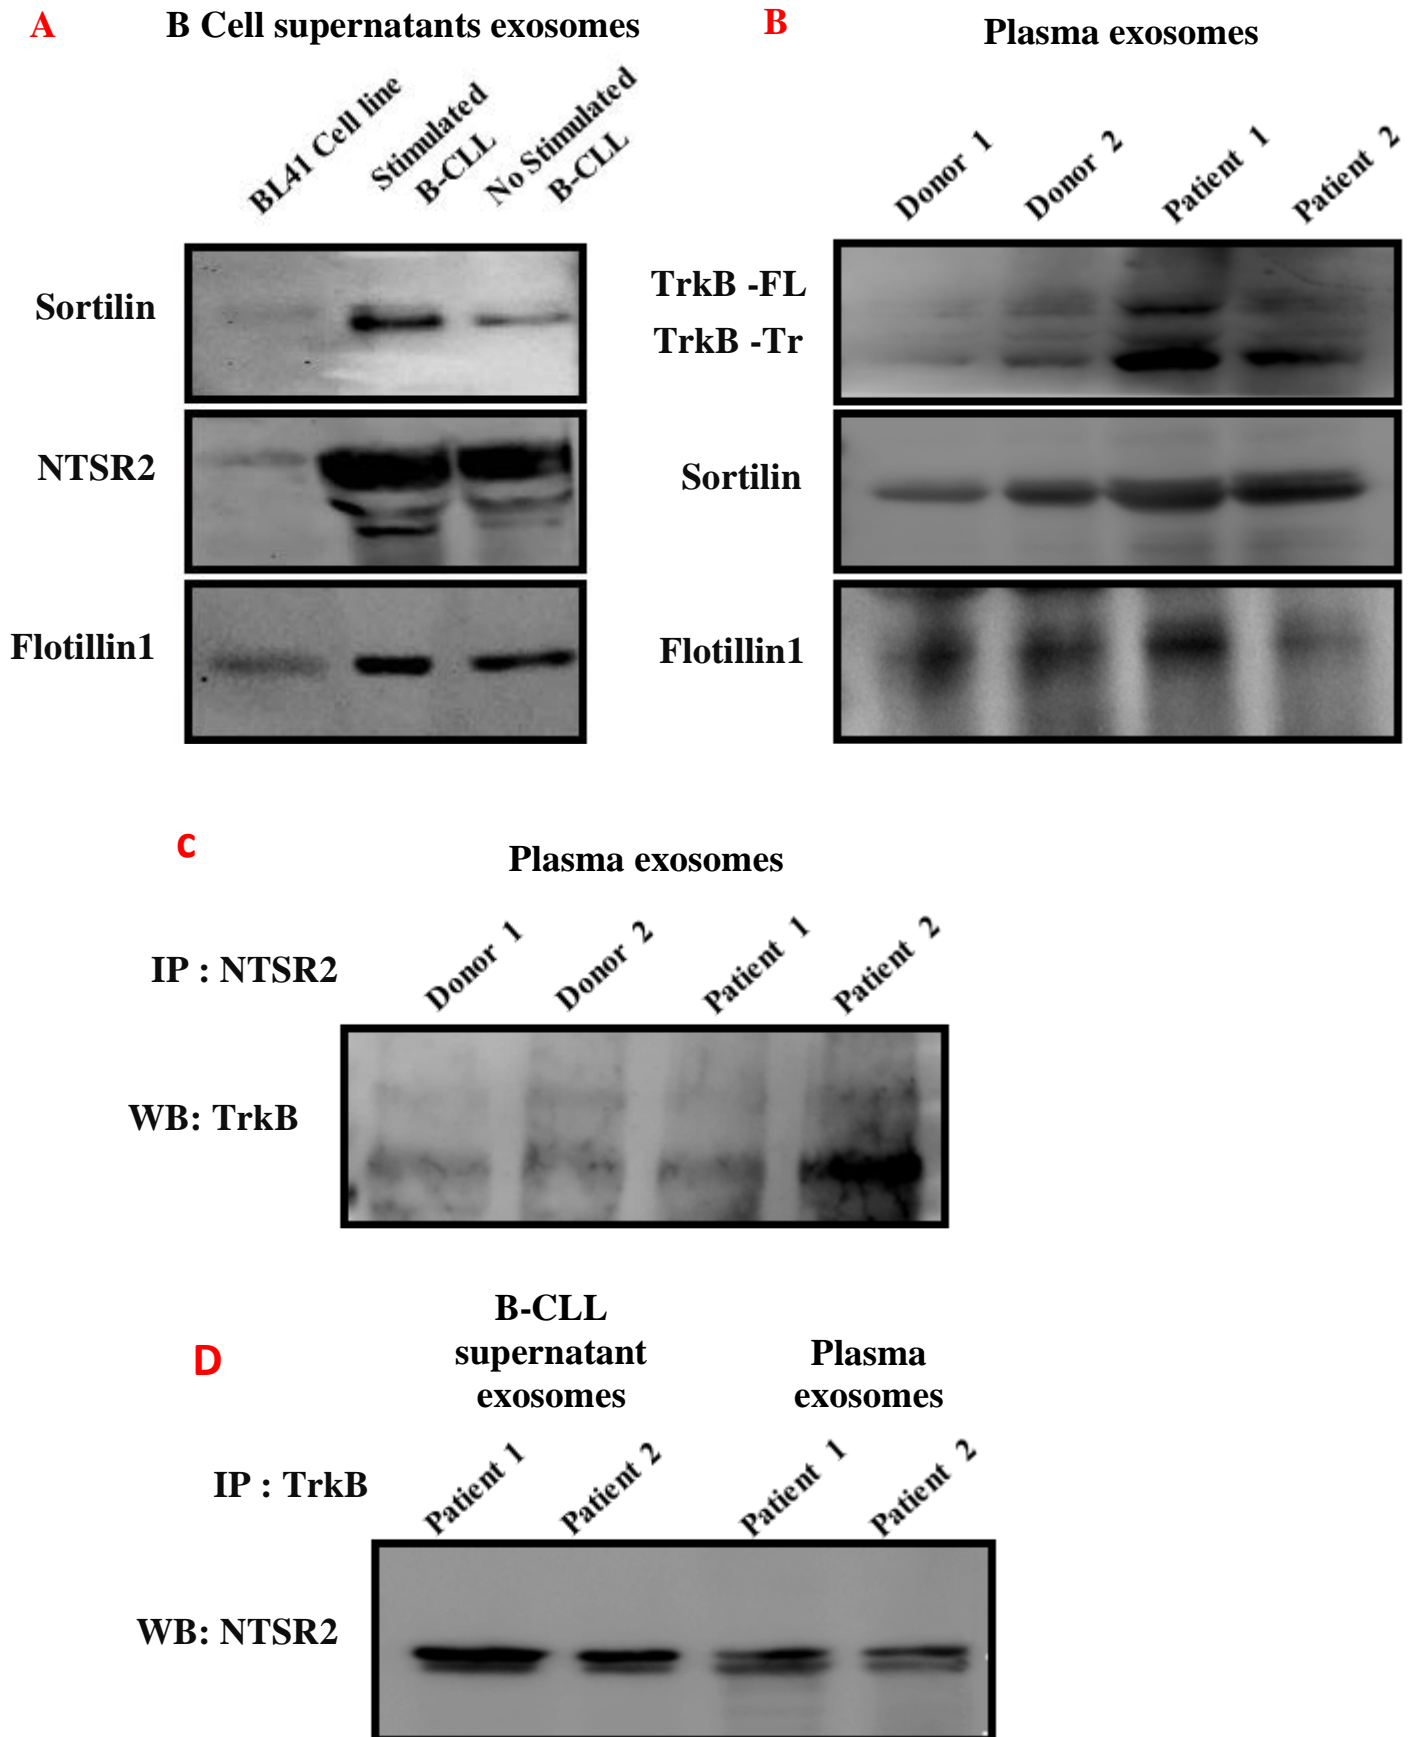 A
B Cell supernatants exosomes
BL41 Cell line
Stimulated
B-CLL
No Stimulated
B-CLL
Sortilin
NTSR2
Flotillin1
B
Plasma exosomes
Donor 1
Donor 2
Patient 1
Patient 2
TrkB -FL
TrkB -Tr
Sortilin
Flotillin1
C
Plasma exosomes
IP : NTSR2
Donor 1
Donor 2
Patient 1
Patient 2
WB: TrkB
D
B-CLL
supernatant
exosomes
Plasma
exosomes
IP : TrkB
Patient 1
Patient 2
Patient 1
Patient 2
WB: NTSR2